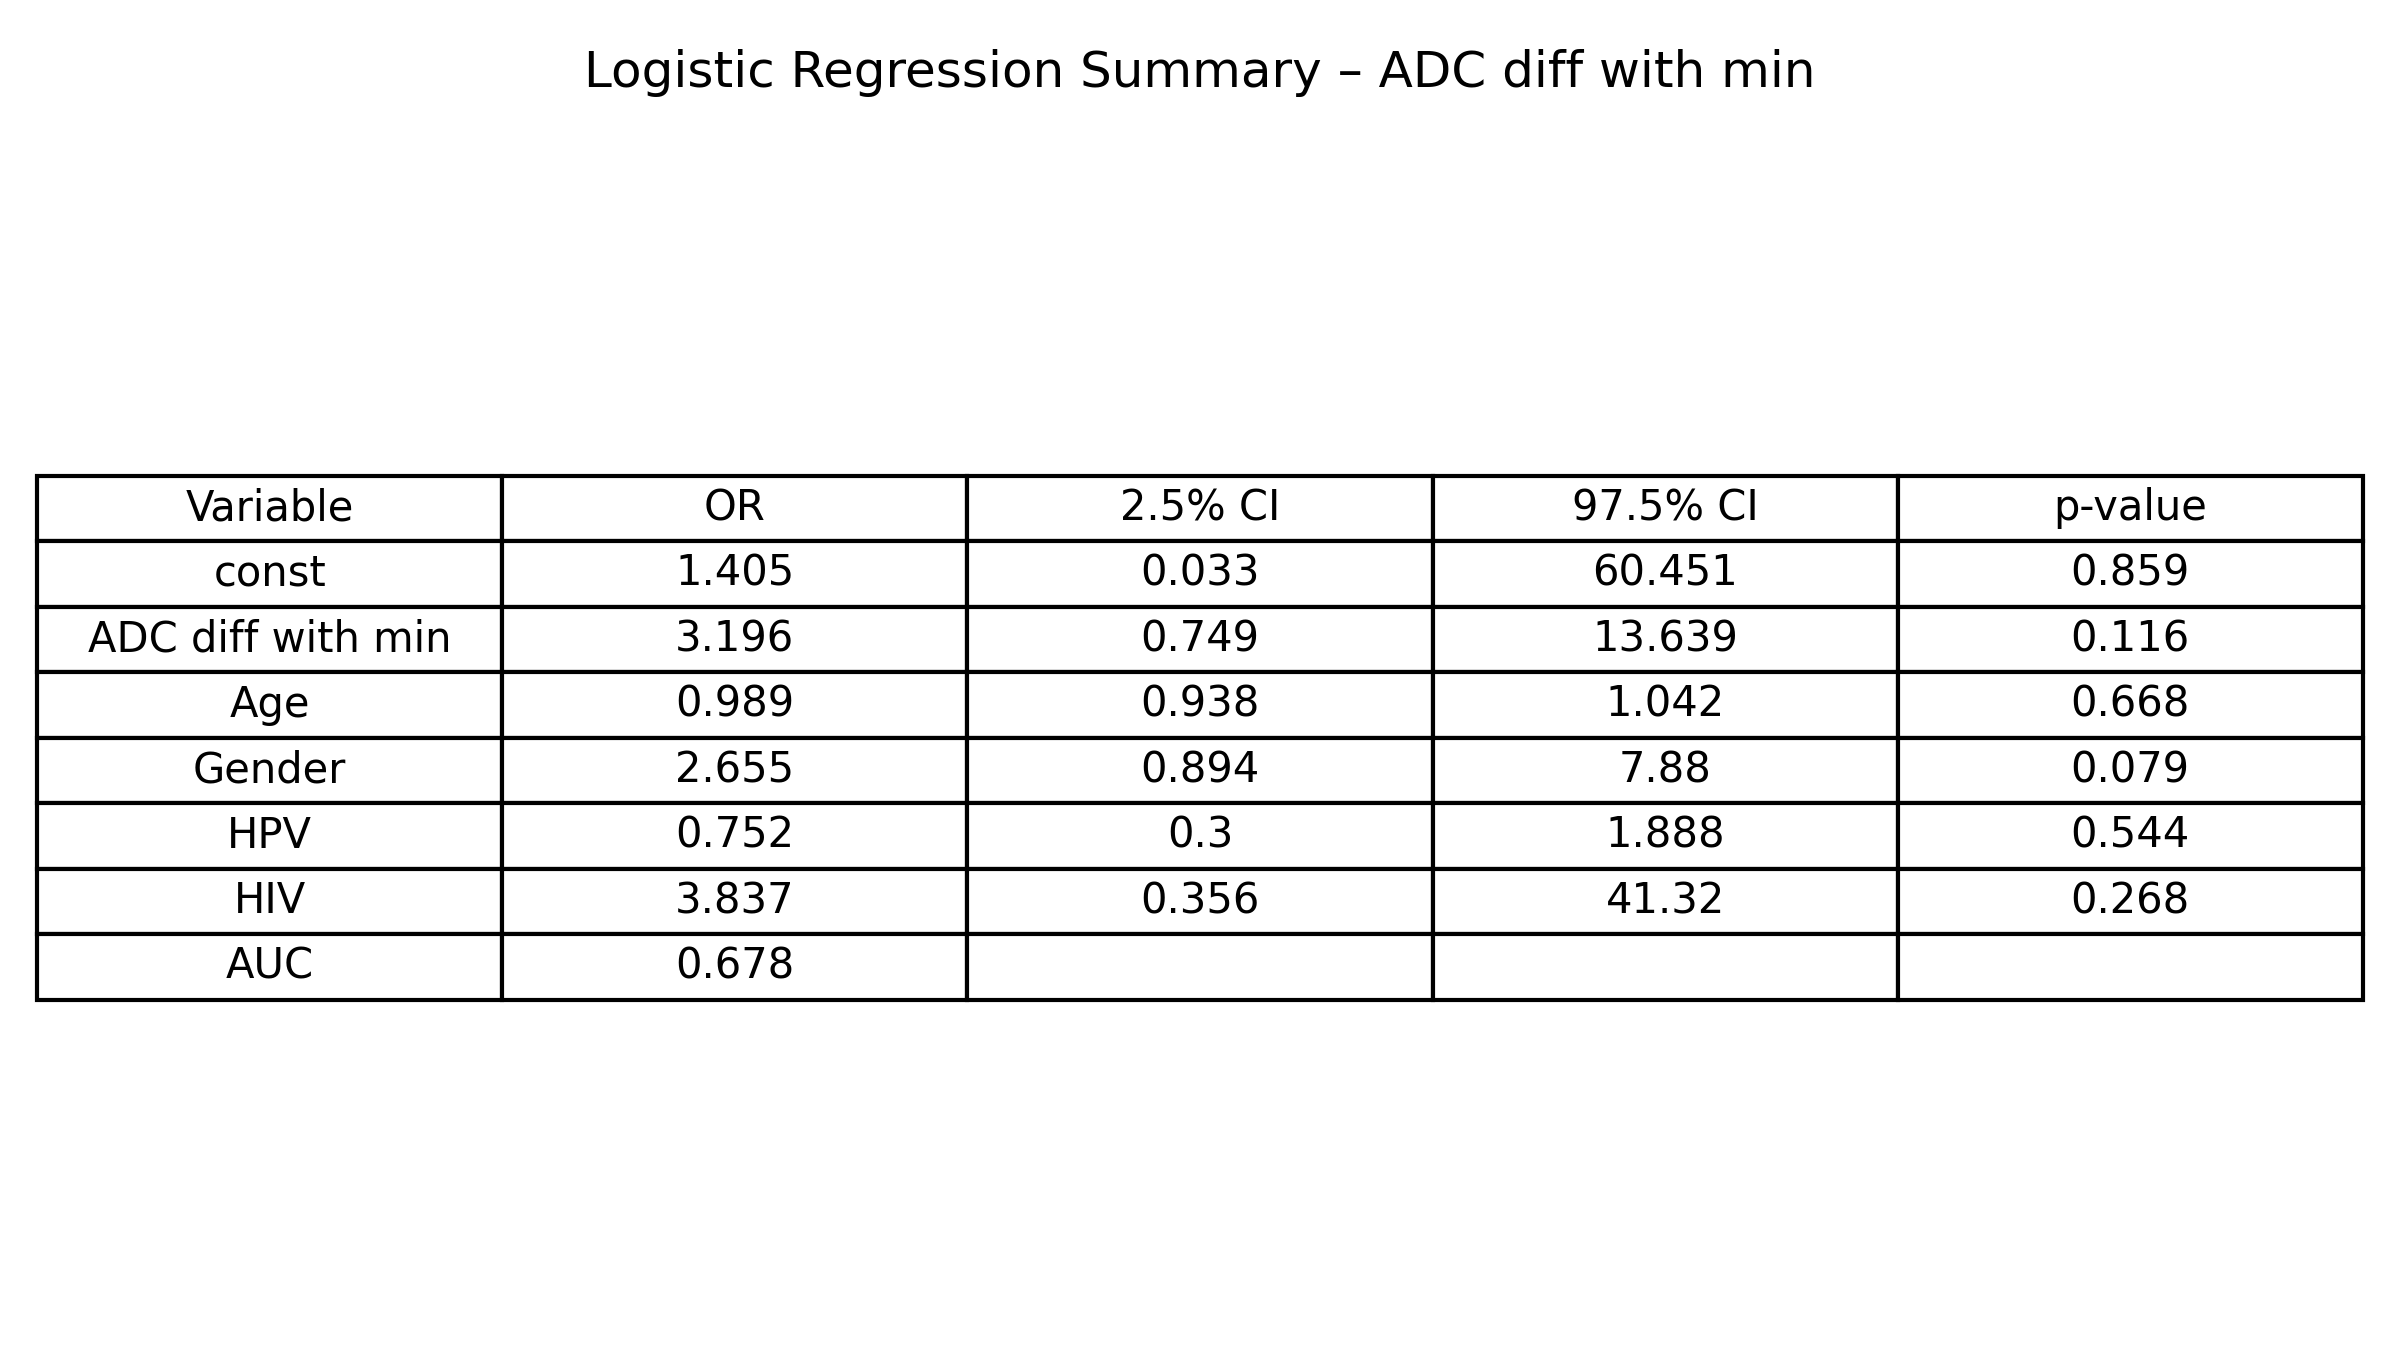 Logistic Regression Summary – ADC diff with min
Variable OR 2.5% CI 97.5% CI p-value
const 1.405 0.033 60.451 0.859
ADC diff with min 3.196 0.749 13.639 0.116
Age 0.989 0.938 1.042 0.668
Gender 2.655 0.894 7.88 0.079
HPV 0.752 0.3 1.888 0.544
HIV 3.837 0.356 41.32 0.268
AUC 0.678